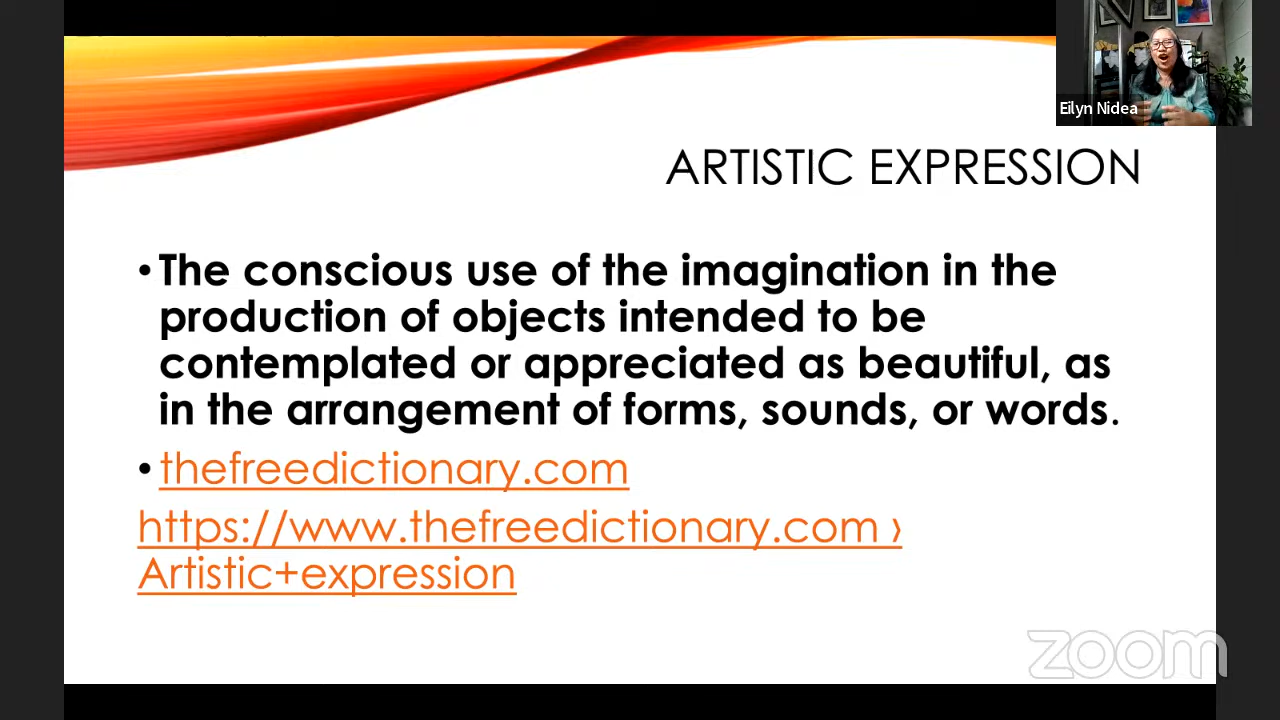 Eilyn Nidea
ARTISTIC EXPRESSION
• The conscious use of the imagination in the
production of objects intended to be
contemplated or appreciated as beautiful, as
in the arrangement of forms, sounds, or words.
• thefreedictionary.com
https://www.thefreedictionary.com ›
Artistic+expression
zoom